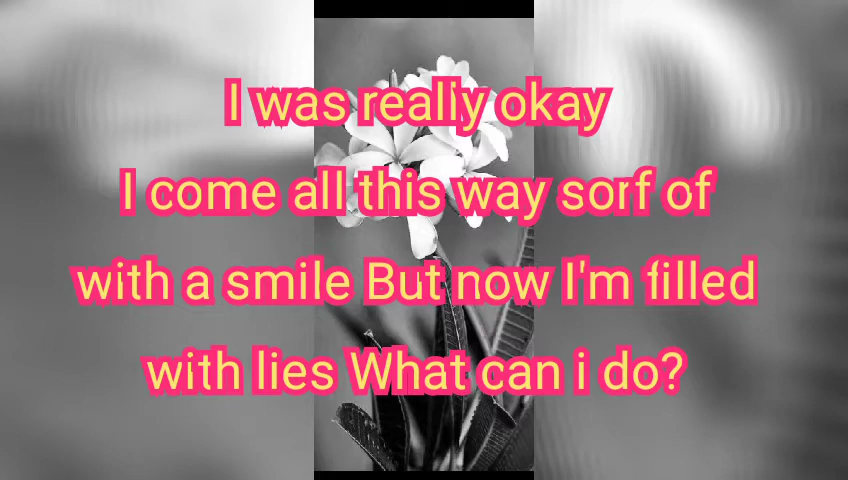 I was really okay
I come all this way sorf of
with a smile But now I'm filled
with lies What can i do?